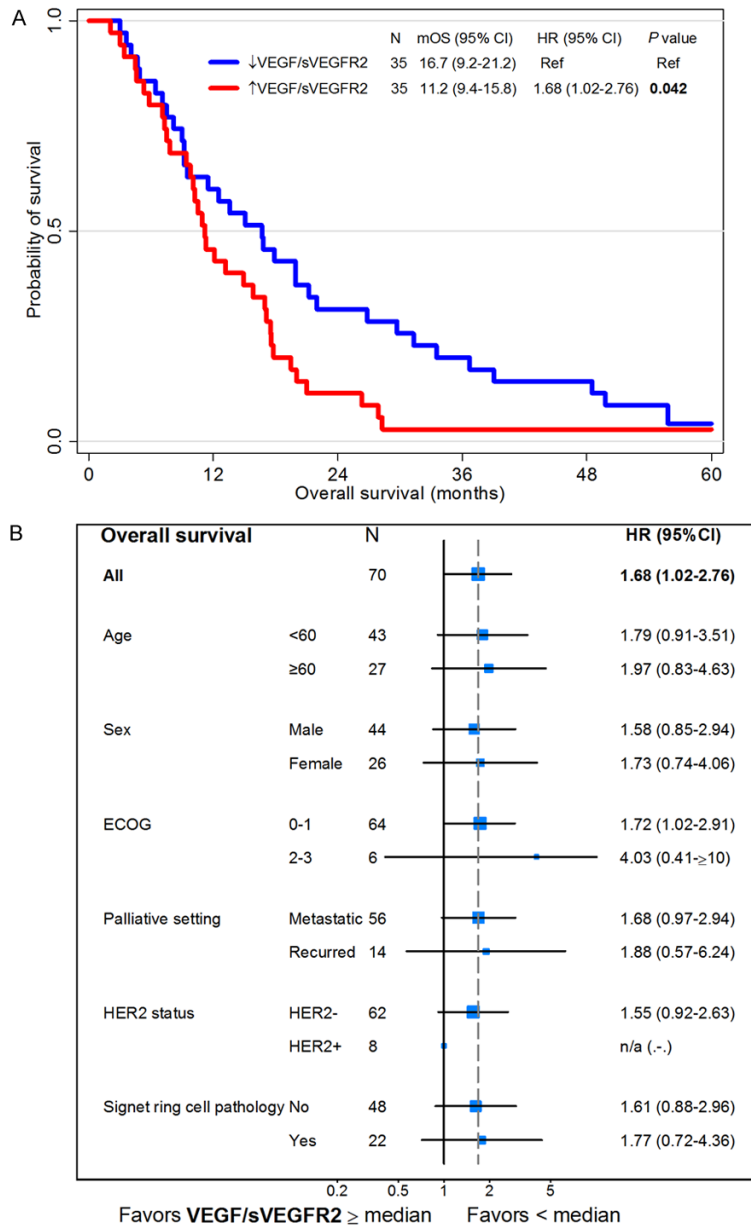 A
N mOS (95% CI) HR (95% CI) P value
↓VEGF/sVEGFR2 35 16.7 (9.2-21.2) Ref Ref
↑VEGF/sVEGFR2 35 11.2 (9.4-15.8) 1.68 (1.02-2.76) 0.042
Probability of survival
1.0
0.5
0.0
0 12 24 36 48 60
Overall survival (months)
B
Overall survival N HR (95%CI)
All 70 1.68 (1.02-2.76)
Age <60 43 1.79 (0.91-3.51)
≥60 27 1.97 (0.83-4.63)
Sex Male 44 1.58 (0.85-2.94)
Female 26 1.73 (0.74-4.06)
ECOG 0-1 64 1.72 (1.02-2.91)
2-3 6 4.03 (0.41-≥10)
Palliative setting Metastatic 56 1.68 (0.97-2.94)
Recurred 14 1.88 (0.57-6.24)
HER2 status HER2- 62 1.55 (0.92-2.63)
HER2+ 8 n/a (.-.)
Signet ring cell pathology No 48 1.61 (0.88-2.96)
Yes 22 1.77 (0.72-4.36)
0.2 0.5 1 2 5
Favors VEGF/sVEGFR2 ≥ median Favors < median